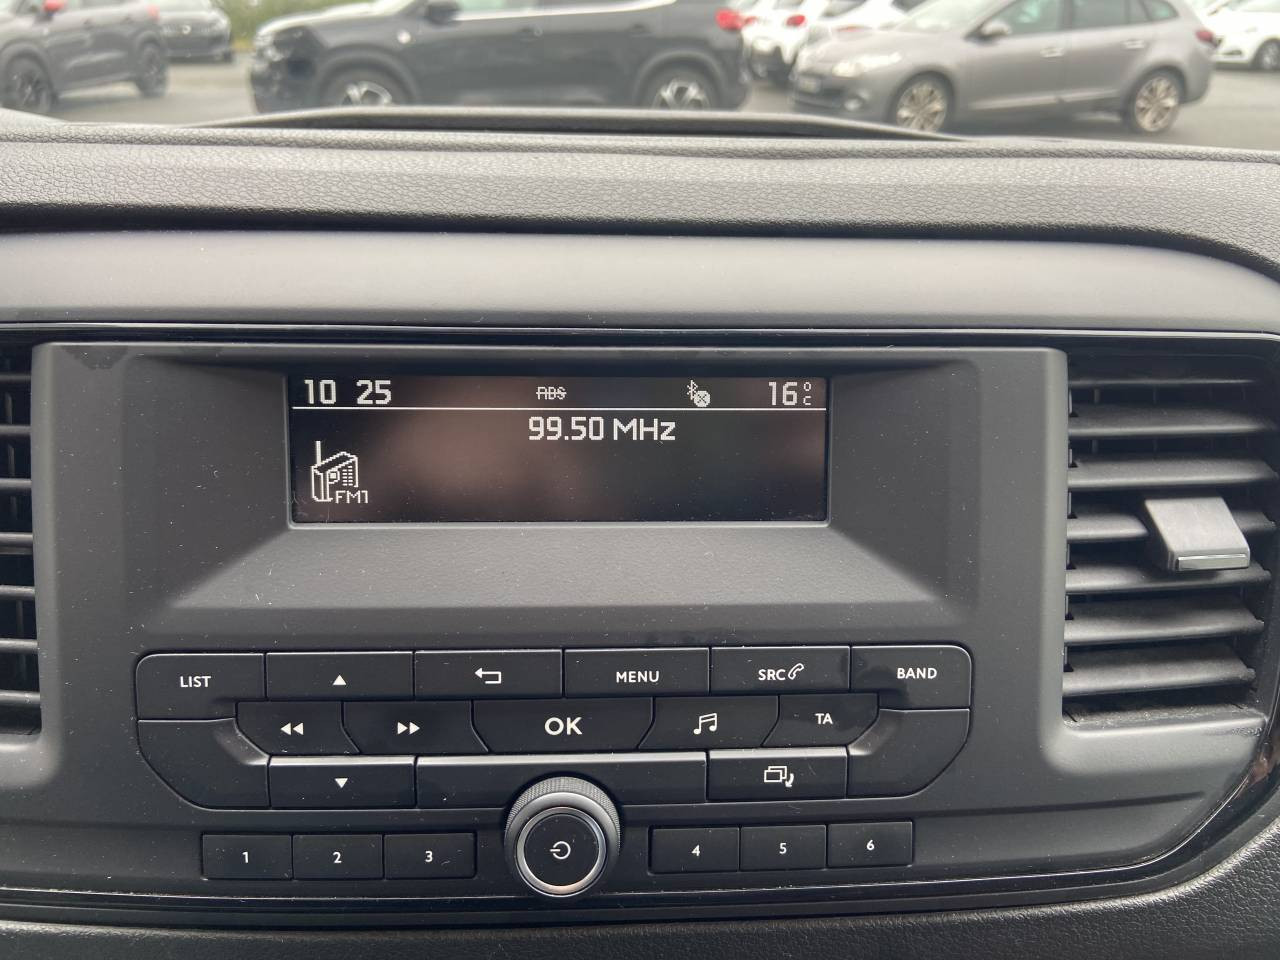 10 25 RBS 16°C
99.50 MHz
FM1
LIST MENU SRC BAND
OK TA
1 2 3 4 5 6